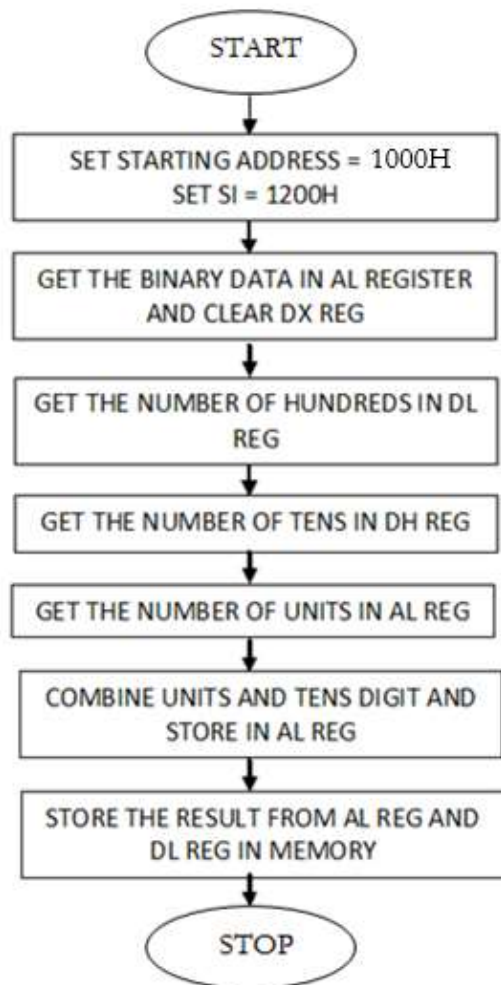 START
SET STARTING ADDRESS = 1000H
SET SI = 1200H
GET THE BINARY DATA IN AL REGISTER
AND CLEAR DX REG
GET THE NUMBER OF HUNDREDS IN DL
REG
GET THE NUMBER OF TENS IN DH REG
GET THE NUMBER OF UNITS IN AL REG
COMBINE UNITS AND TENS DIGIT AND
STORE IN AL REG
STORE THE RESULT FROM AL REG AND
DL REG IN MEMORY
STOP